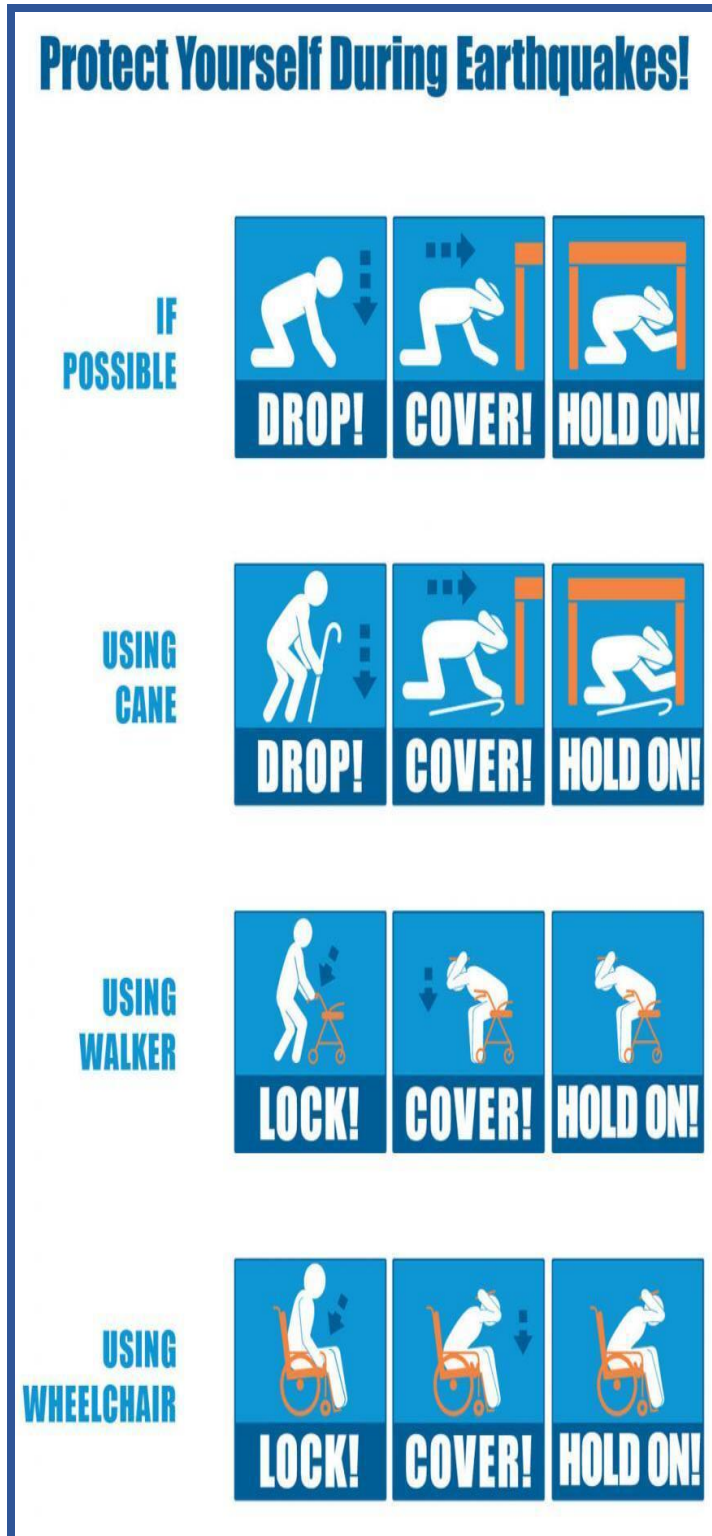 Protect Yourself During Earthquakes!
IF
POSSIBLE
DROP!
COVER!
HOLD ON!
USING
CANE
DROP!
COVER!
HOLD ON!
USING
WALKER
LOCK!
COVER!
HOLD ON!
USING
WHEELCHAIR
LOCK!
COVER!
HOLD ON!